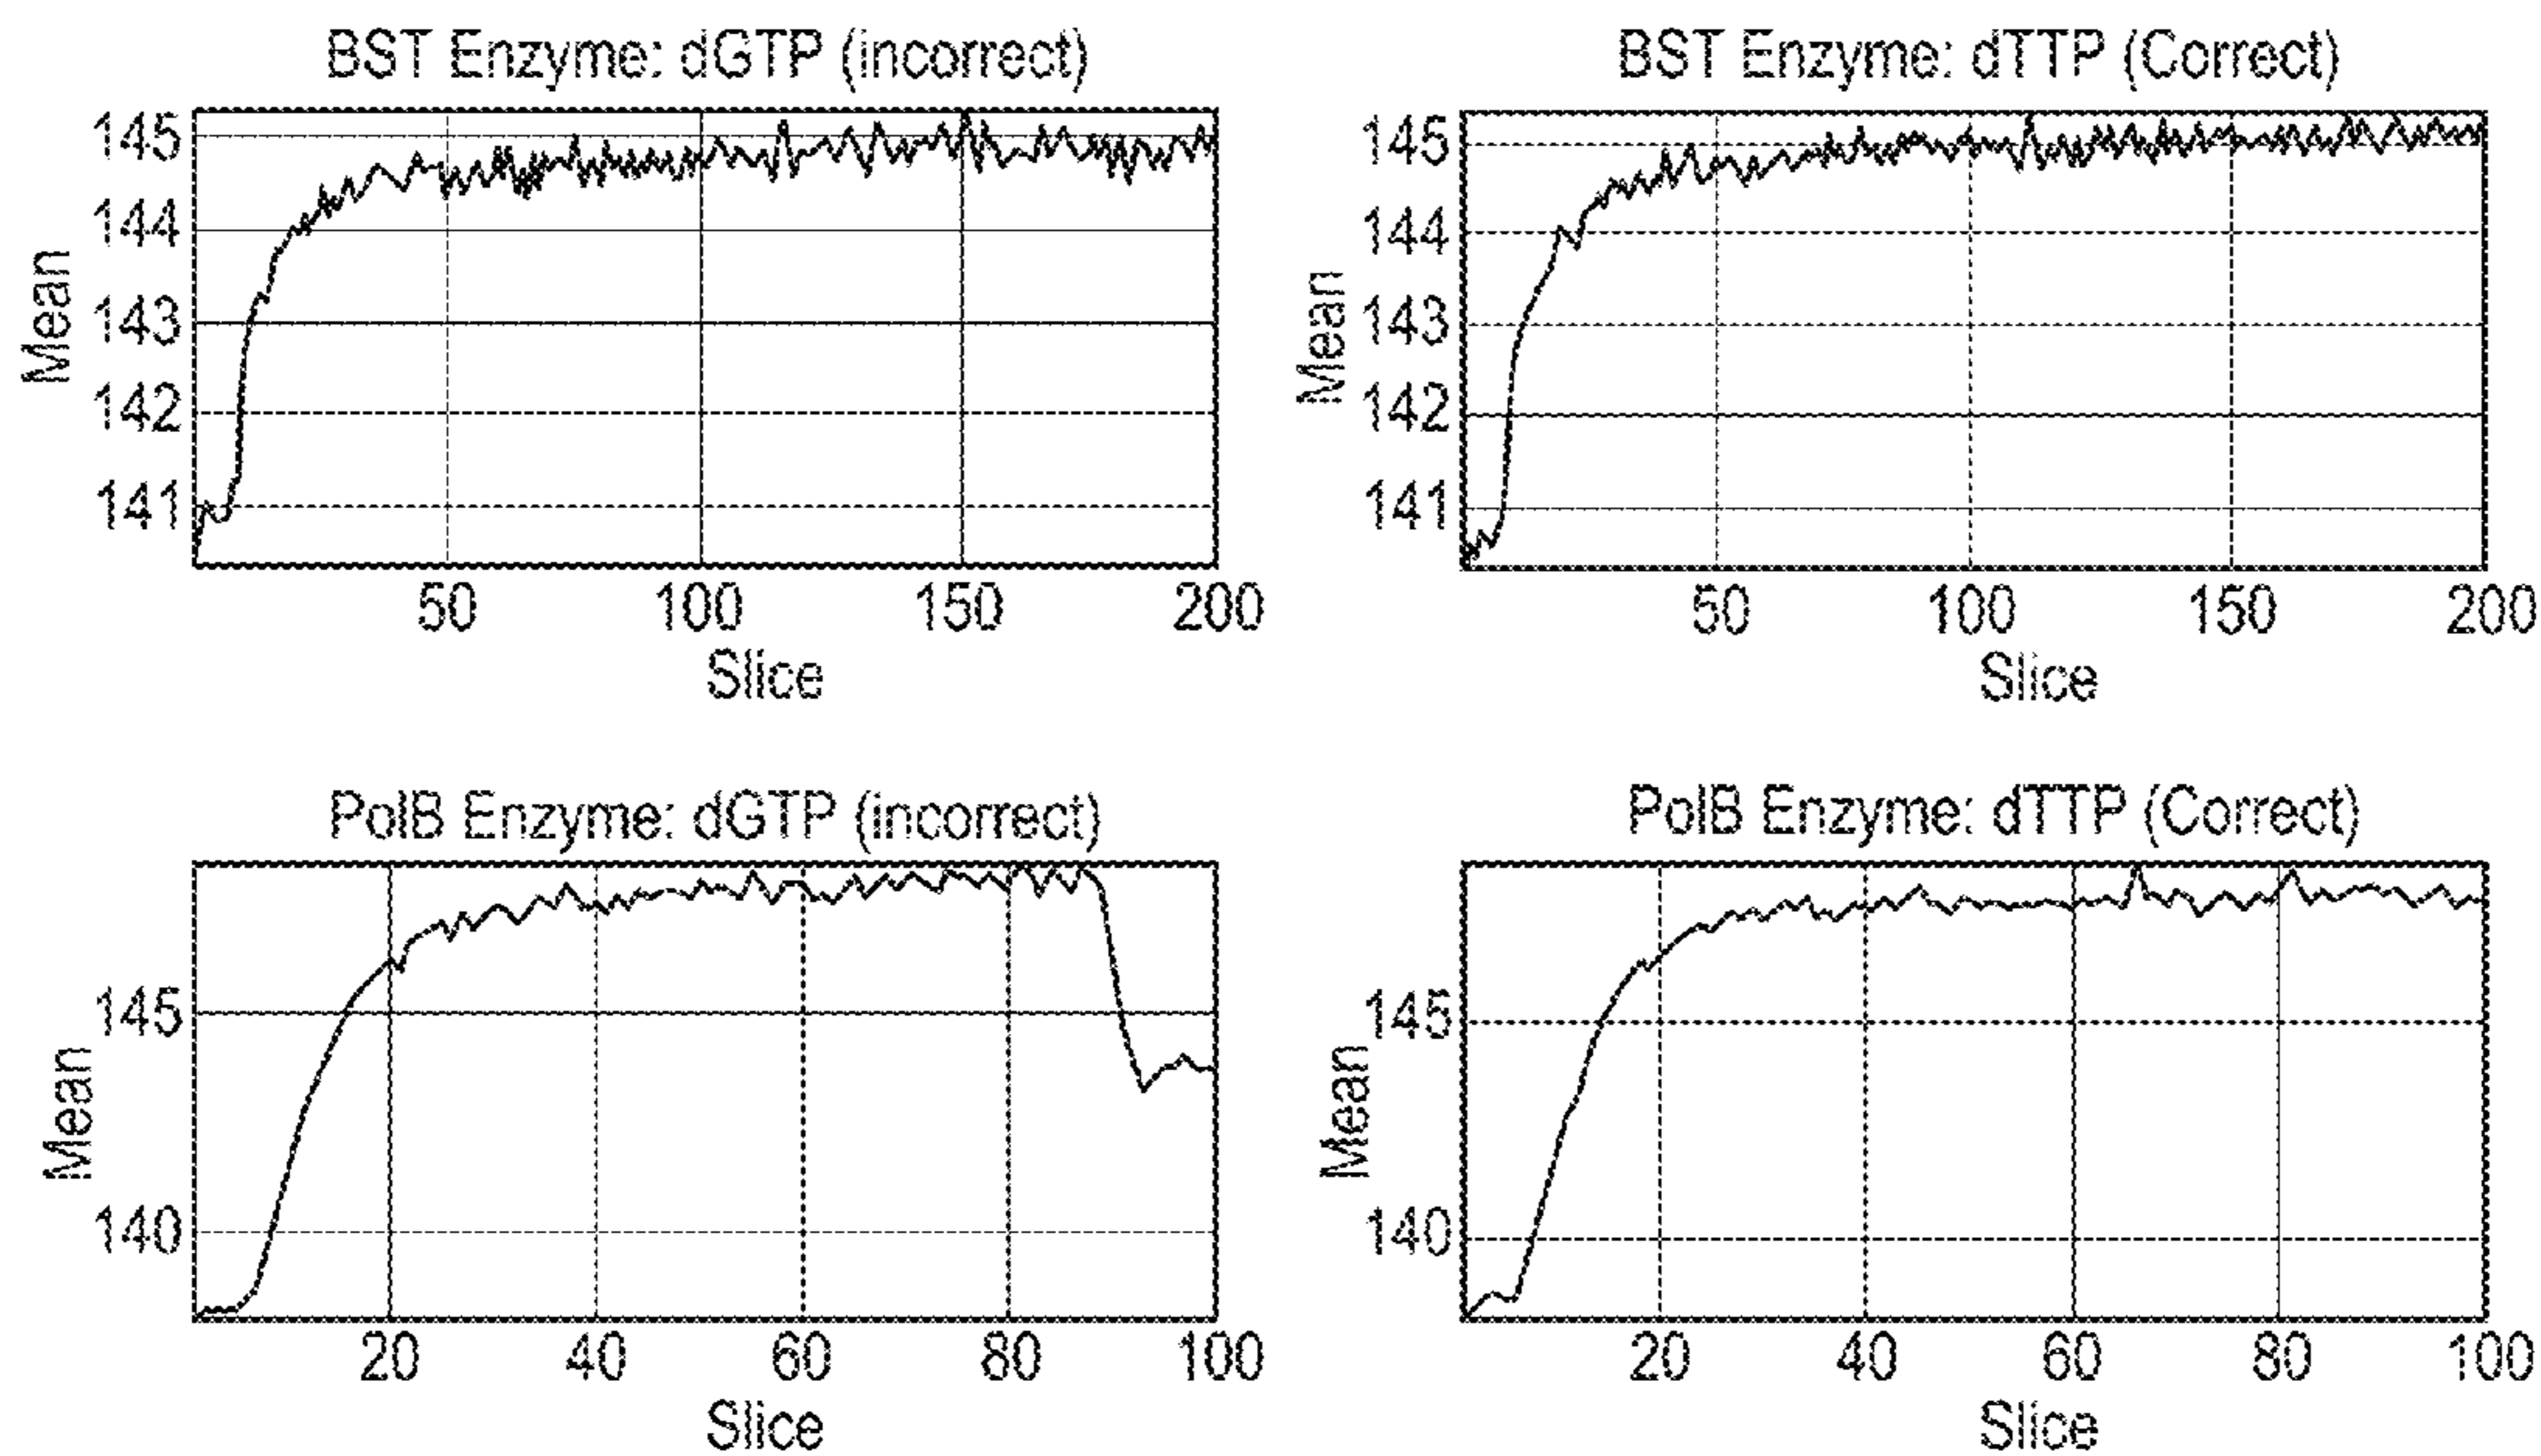 BST Enzyme: dGTP (incorrect)
145
144
143
142
141
Mean
50 100 150 200
Slice
BST Enzyme: dTTP (Correct)
145
144
143
142
141
Mean
50 100 150 200
Slice
PolB Enzyme: dGTP (incorrect)
145
140
Mean
20 40 60 80 100
Slice
PolB Enzyme: dTTP (Correct)
145
140
Mean
20 40 60 80 100
Slice